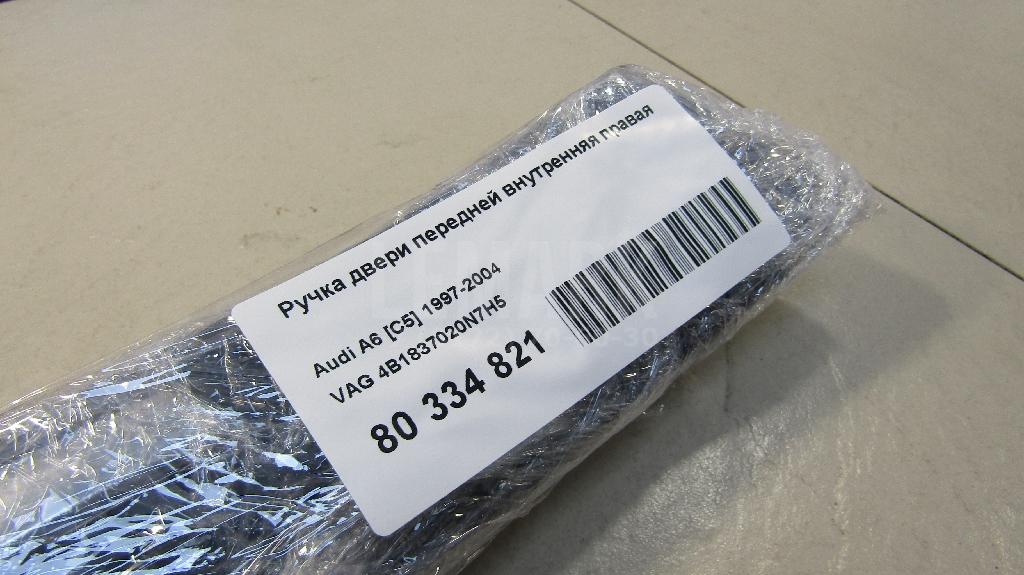 Ручка двери передней внутренняя правая
Audi A6 [C5] 1997-2004
VAG 4B1837020N7H5
80 334 821